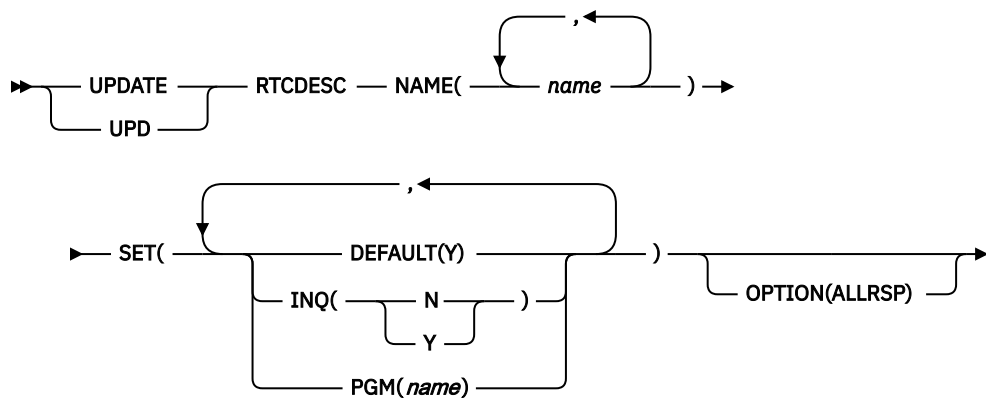 ,
UPDATE RTCDESC NAME( name )
UPD
,
SET( DEFAULT(Y) )
INQ( N ) OPTION(ALLRSP)
Y
PGM(name)